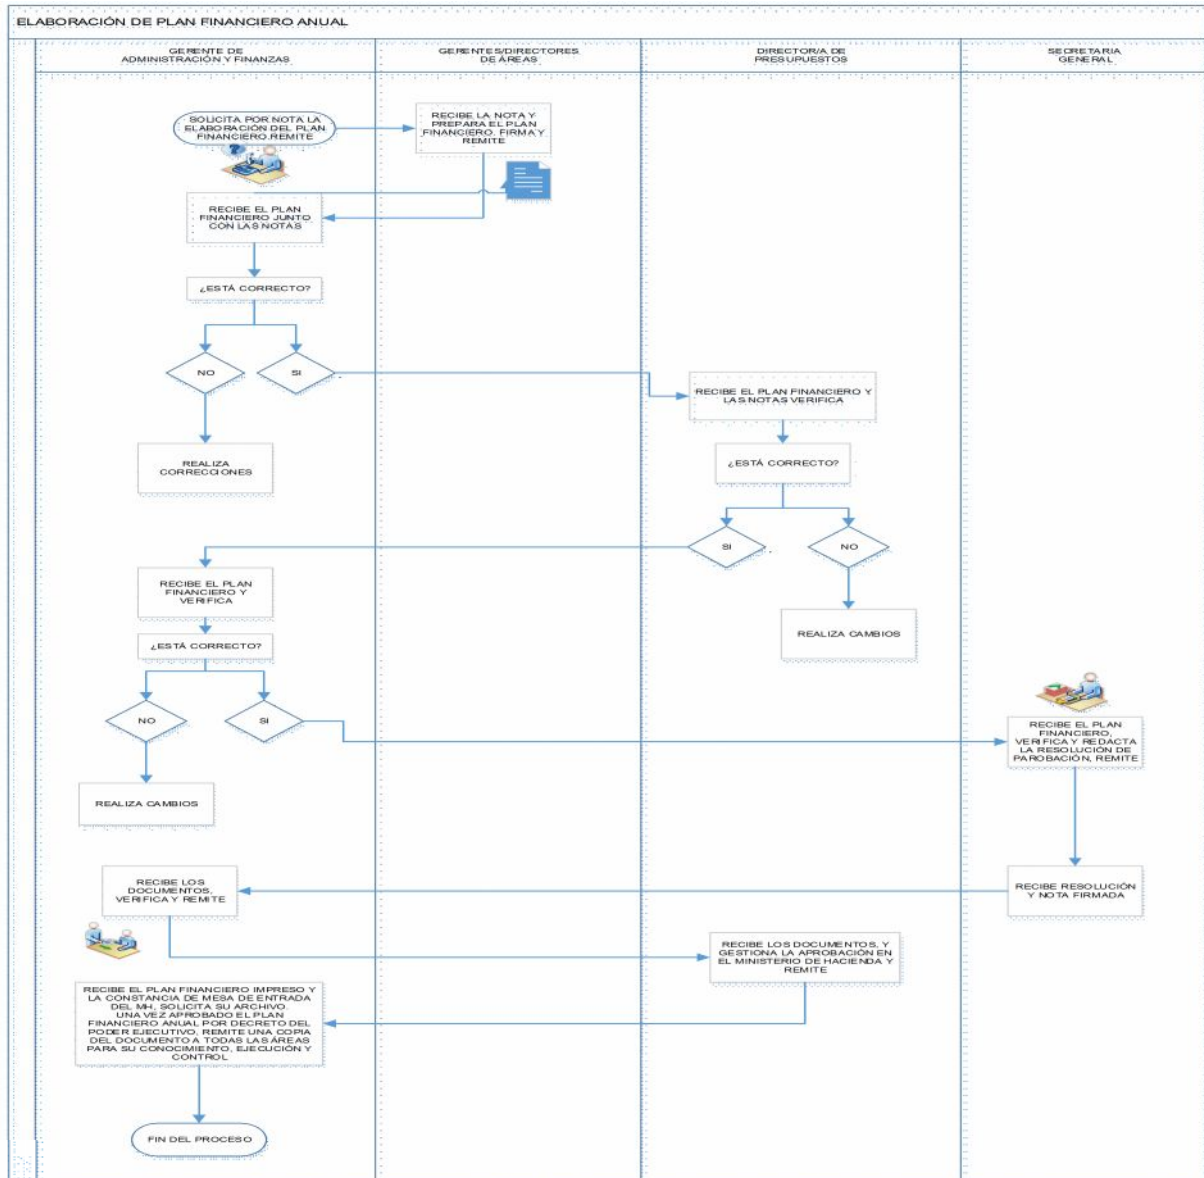 ELABORACIÓN DE PLAN FINANCIERO ANUAL
GERENTE DE
ADMINISTRACIÓN Y FINANZAS
GERENTES/DIRECTORES
DE ÁREAS
DIRECTOR/A DE
PRESUPUESTOS
SECRETARIA
GENERAL
SOLICITA POR NOTA LA
ELABORACIÓN DEL PLAN
FINANCIERO.REMITE
RECIBE LA NOTA Y
PREPARA EL PLAN
FINANCIERO, FIRMA Y
REMITE
RECIBE EL PLAN
FINANCIERO JUNTO
CON LAS NOTAS
¿ESTÁ CORRECTO?
NO
SI
RECIBE EL PLAN FINANCIERO Y
LAS NOTAS VERIFICA
REALIZA
CORRECCIONES
¿ESTÁ CORRECTO?
SI
NO
RECIBE EL PLAN
FINANCIERO Y
VERIFICA
REALIZA CAMBIOS
¿ESTÁ CORRECTO?
NO
SI
RECIBE EL PLAN
FINANCIERO,
VERIFICA Y REDACTA
LA RESOLUCIÓN DE
PAROBACIÓN, REMITE
REALIZA CAMBIOS
RECIBE LOS
DOCUMENTOS,
VERIFICA Y REMITE
RECIBE RESOLUCIÓN
Y NOTA FIRMADA
RECIBE LOS DOCUMENTOS, Y
GESTIONA LA APROBACIÓN EN
EL MINISTERIO DE HACIENDA Y
REMITE
RECIBE EL PLAN FINANCIERO IMPRESO Y
LA CONSTANCIA DE MESA DE ENTRADA
DEL MH, SOLICITA SU ARCHIVO.
UNA VEZ APROBADO EL PLAN
FINANCIERO ANUAL POR DECRETO DEL
PODER EJECUTIVO, REMITE UNA COPIA
DEL DOCUMENTO A TODAS LAS ÁREAS
PARA SU CONOCIMIENTO, EJECUCIÓN Y
CONTROL
FIN DEL PROCESO